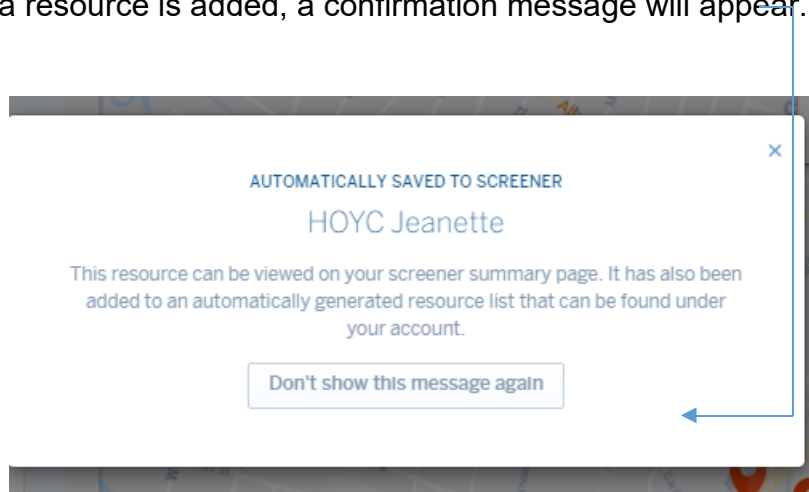 a resource is added, a confirmation message will appear.
Alb
×
AUTOMATICALLY SAVED TO SCREENER
HOYC Jeanette
This resource can be viewed on your screener summary page. It has also been
added to an automatically generated resource list that can be found under
your account.
Don't show this message again